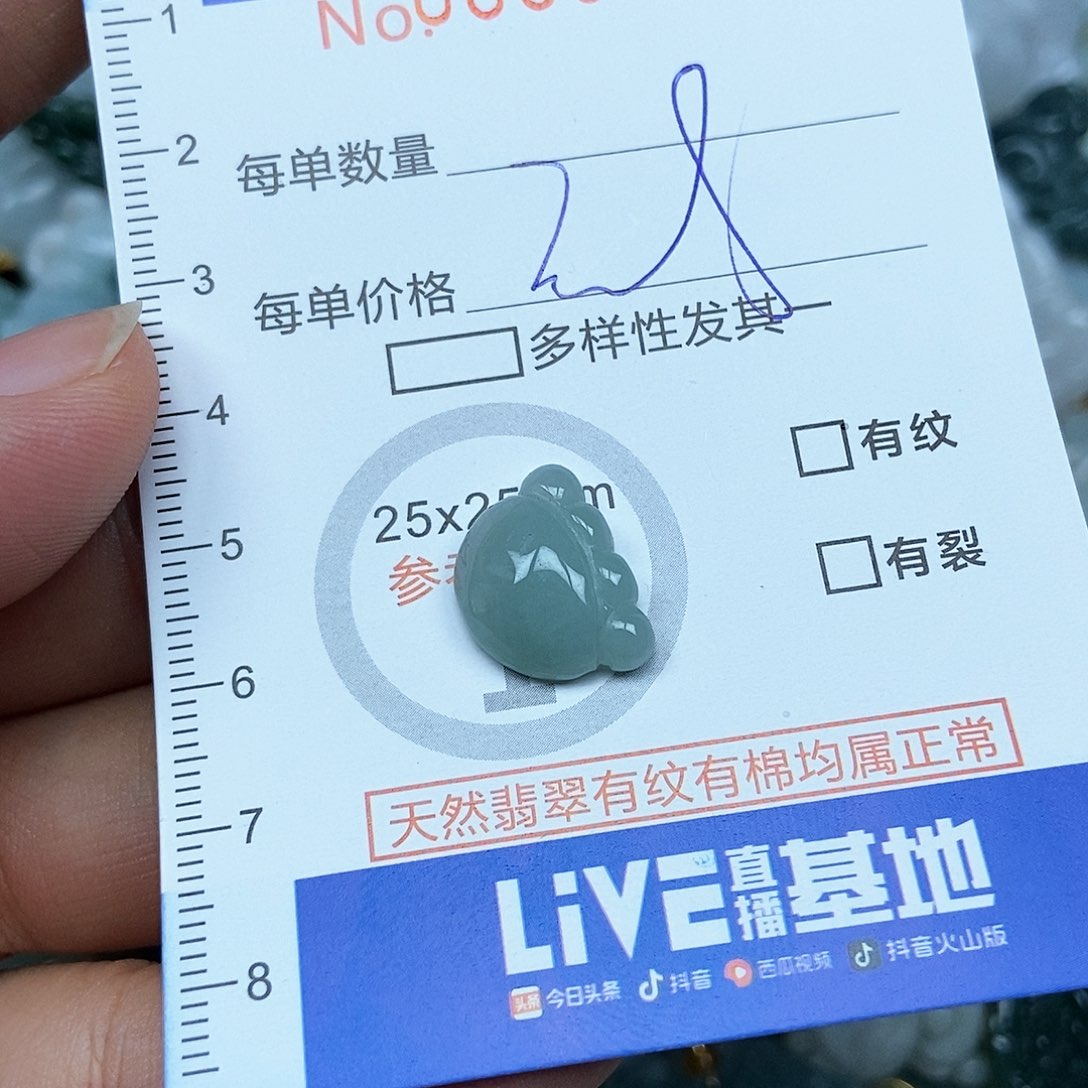 No.
1
2
每单数量
3
每单价格
多样性发其一
4
有纹
25x25
5
有裂
6
天然翡翠有纹有棉均属正常
7
LiVE直播基地
8
今日头条 抖音 西瓜视频 抖音火山版